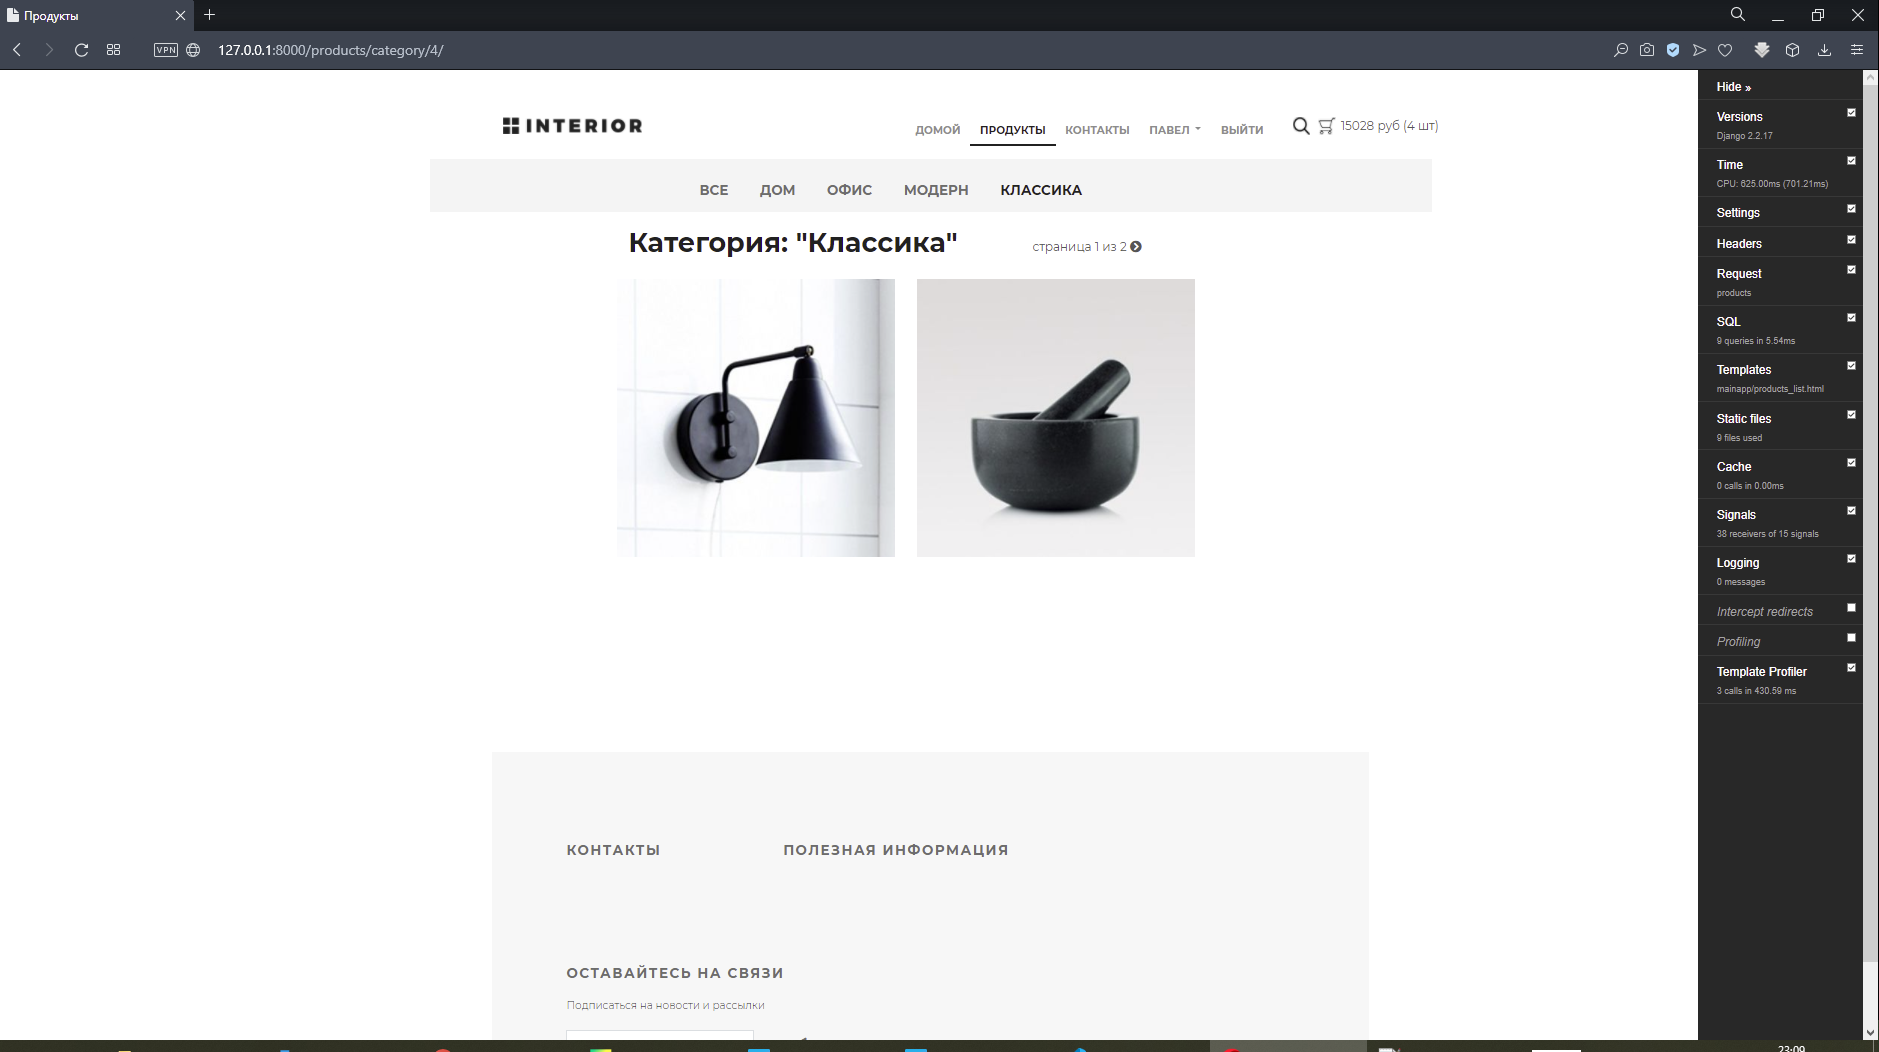 Продукты
VPN
127.0.0.1:8000/products/category/4/
INTERIOR
ДОМОЙ ПРОДУКТЫ КОНТАКТЫ ПАВЕЛ ВЫЙТИ 15028 руб (4 шт)
ВСЕ ДОМ ОФИС МОДЕРН КЛАССИКА
Категория: "Классика"
страница 1 из 2
КОНТАКТЫ
ПОЛЕЗНАЯ ИНФОРМАЦИЯ
ОСТАВАЙТЕСЬ НА СВЯЗИ
Подписаться на новости и рассылки
Hide »
Versions
Django 2.2.17
Time
CPU: 625.00ms (701.21ms)
Settings
Headers
Request
products
SQL
9 queries in 5.54ms
Templates
mainapp/products_list.html
Static files
9 files used
Cache
0 calls in 0.00ms
Signals
38 receivers of 15 signals
Logging
0 messages
Intercept redirects
Profiling
Template Profiler
3 calls in 430.59 ms
23:09